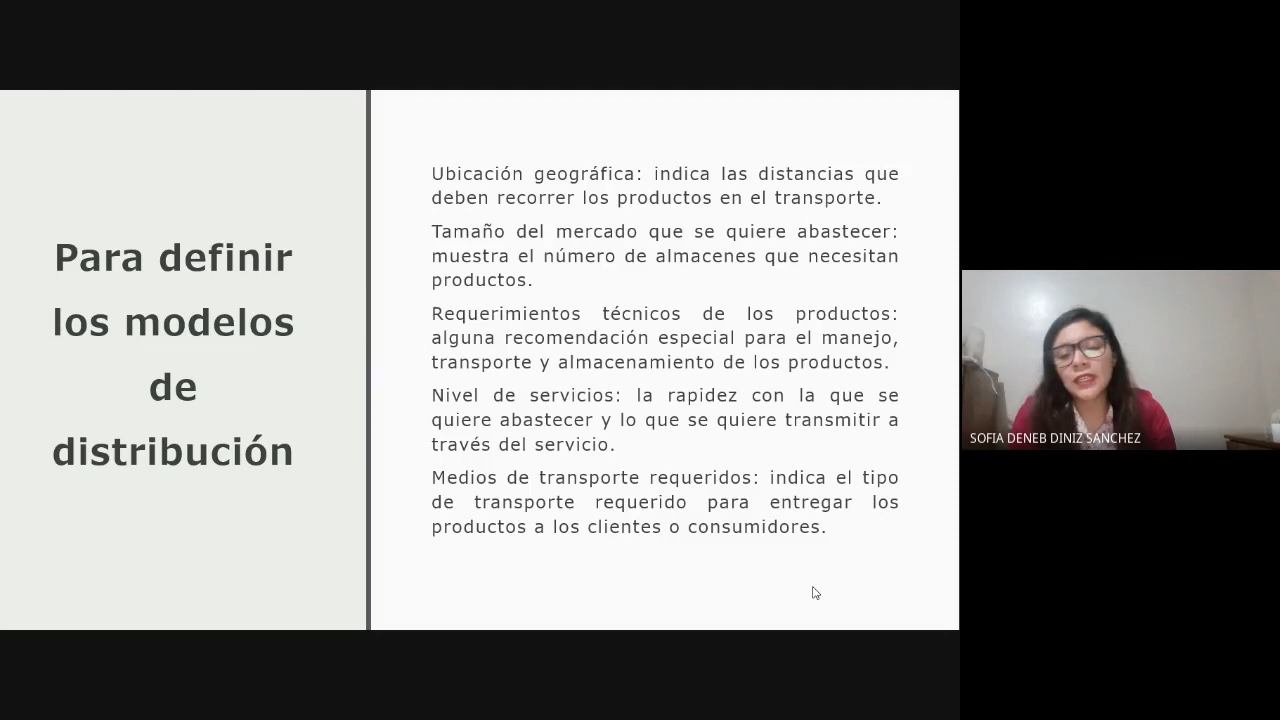 Para definir
los modelos
de
distribución
Ubicación geográfica: indica las distancias que
deben recorrer los productos en el transporte.
Tamaño del mercado que se quiere abastecer:
muestra el número de almacenes que necesitan
productos.
Requerimientos técnicos de los productos:
alguna recomendación especial para el manejo,
transporte y almacenamiento de los productos.
Nivel de servicios: la rapidez con la que se
quiere abastecer y lo que se quiere transmitir a
través del servicio.
Medios de transporte requeridos: indica el tipo
de transporte requerido para entregar los
productos a los clientes o consumidores.
SOFIA DENEB DINIZ SANCHEZ